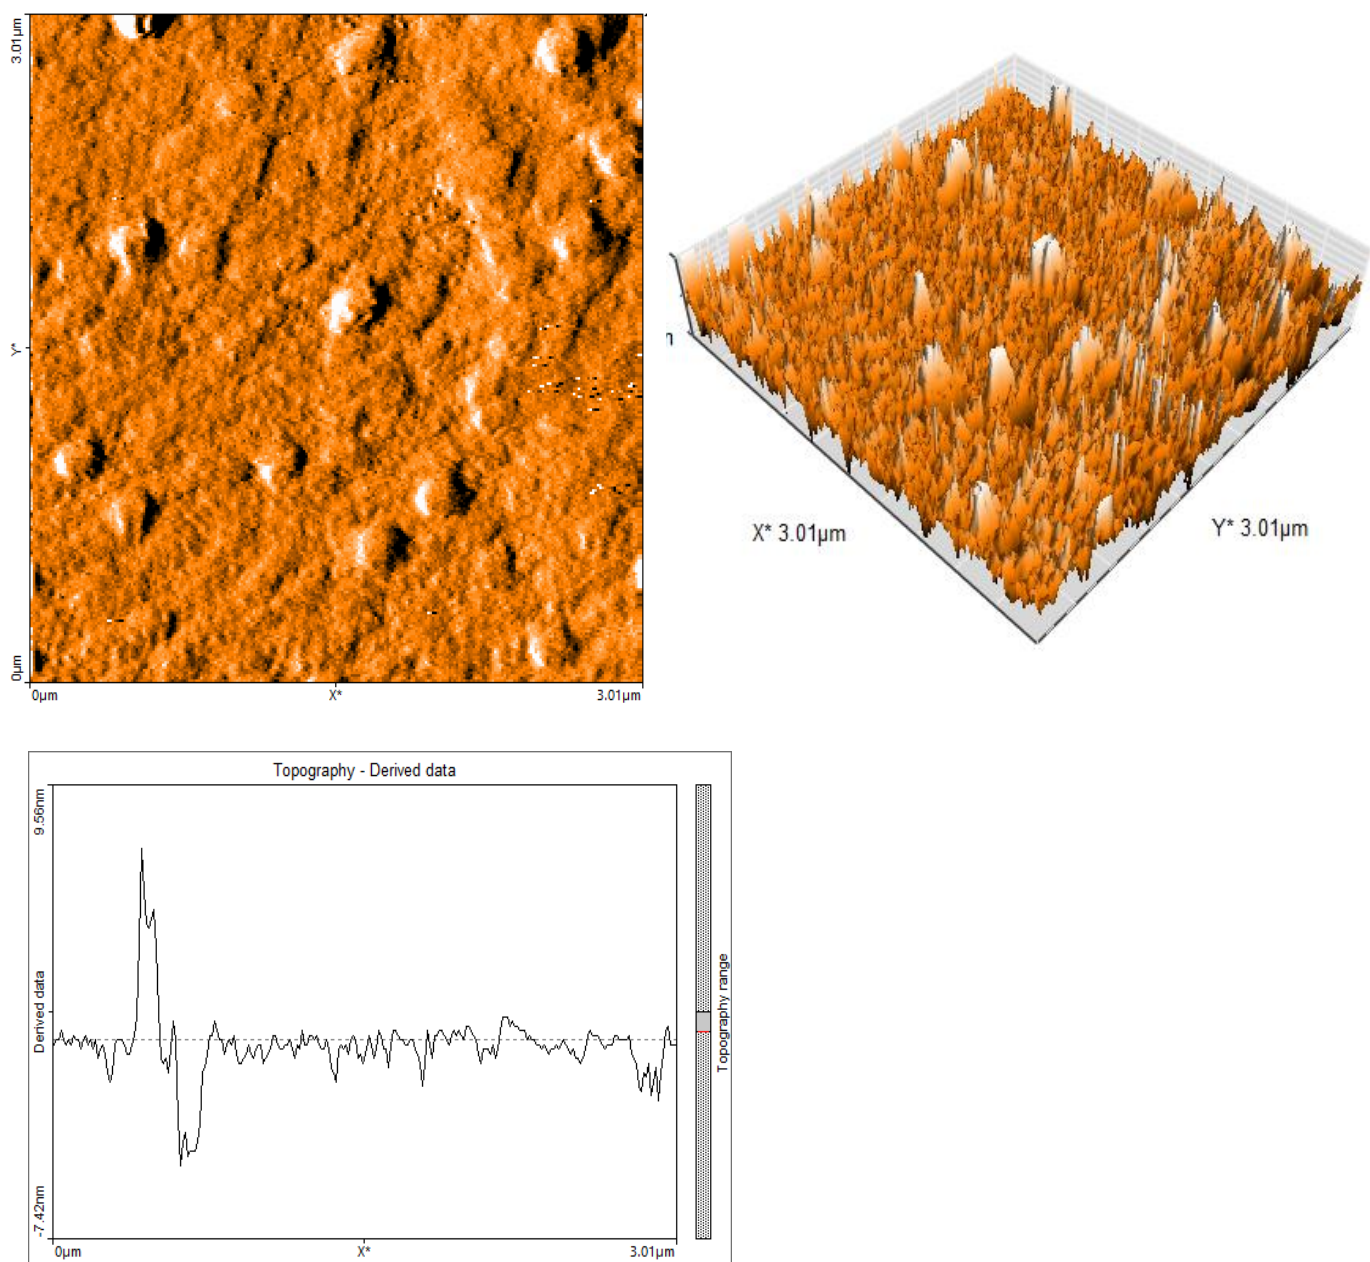 3.01µm
Y*
0µm
0µm
X*
3.01µm
X* 3.01µm
Y* 3.01µm
Topography - Derived data
9.56nm
Derived data
-7.42nm
0µm
X*
3.01µm
Topography range